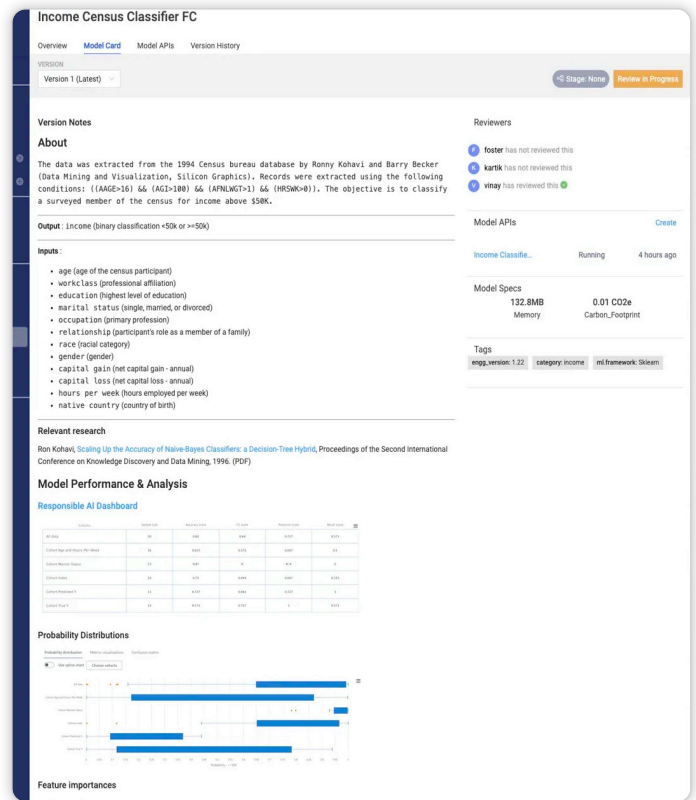 Income Census Classifier FC
Overview Model Card Model APIs Version History
VERSION
Version 1 (Latest)
Stage: None Review in Progress
Version Notes
About
The data was extracted from the 1994 Census bureau database by Ronny Kohavi and Barry Becker
(Data Mining and Visualization, Silicon Graphics). Records were extracted using the following
conditions: ((AAGE>16) && (AGI>100) && (AFNLWGT>1) && (HRSWK>0)). The objective is to classify
a surveyed member of the census for income above $50K.
Output : income (binary classification <50k or >=50k)
Inputs :
• age (age of the census participant)
• workclass (professional affiliation)
• education (highest level of education)
• marital status (single, married, or divorced)
• occupation (primary profession)
• relationship (participant's role as a member of a family)
• race (racial category)
• gender (gender)
• capital gain (net capital gain - annual)
• capital loss (net capital loss - annual)
• hours per week (hours employed per week)
• native country (country of birth)
Relevant research
Ron Kohavi, Scaling Up the Accuracy of Naive-Bayes Classifiers: a Decision-Tree Hybrid, Proceedings of the Second International
Conference on Knowledge Discovery and Data Mining, 1996. (PDF)
Model Performance & Analysis
Responsible AI Dashboard
Probability Distributions
Probability distribution Metrics visualizations Confusion matrix
Choose cohorts
Feature importances
Reviewers
F foster has not reviewed this
K kartik has not reviewed this
V vinay has reviewed this
Model APIs Create
Income Classifie... Running 4 hours ago
Model Specs
132.8MB 0.01 CO2e
Memory Carbon_Footprint
Tags
engg_version: 1.22 category: income ml.framework: Sklearn